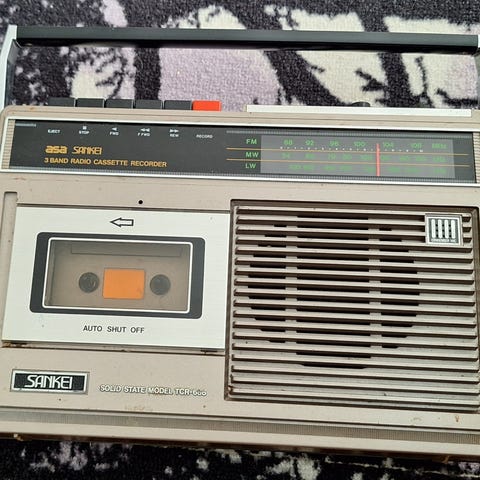 EJECT STOP FWD F FWD REW RECORD
asa SANKEI
3 BAND RADIO CASSETTE RECORDER
FM 88 92 96 100 104 108 MHz
MW
LW
AUTO SHUT OFF
SANKEI
SOLID STATE MODEL TCR-